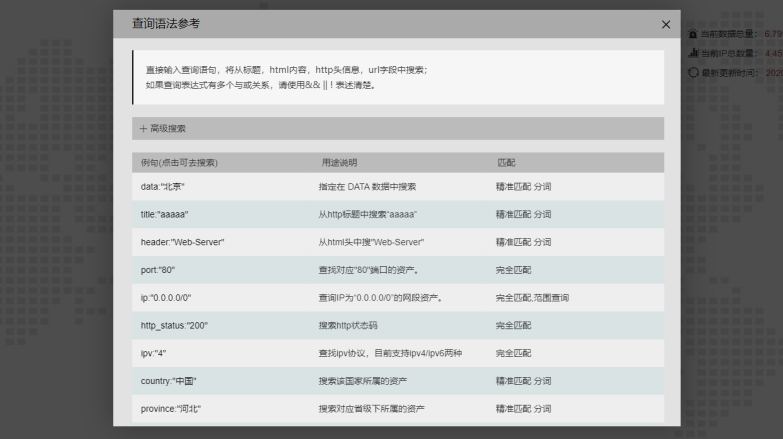 查询语法参考
直接输入查询语句，将从标题，html内容，http头信息，url字段中搜索；
如果查询表达式有多个与或关系，请使用&& || ! 表述清楚。
+ 高级搜索
例句(点击可去搜索) 用途说明 匹配
data:"北京" 指定在 DATA 数据中搜索 精准匹配 分词
title:"aaaaa" 从http标题中搜索"aaaaa" 精准匹配 分词
header:"Web-Server" 从html头中搜"Web-Server" 精准匹配 分词
port:"80" 查找对应"80"端口的资产。 完全匹配
ip:"0.0.0.0/0" 查询IP为"0.0.0.0/0"的网段资产。 完全匹配,范围查询
http_status:"200" 搜索http状态码 完全匹配
ipv:"4" 查找ipv协议，目前支持ipv4/ipv6两种 完全匹配
country:"中国" 搜索该国家所属的资产 精准匹配 分词
province:"河北" 搜索对应省级下所属的资产 精准匹配 分词
当前数据总量： 6,79
当前IP总数量： 4,45
最新更新时间： 202